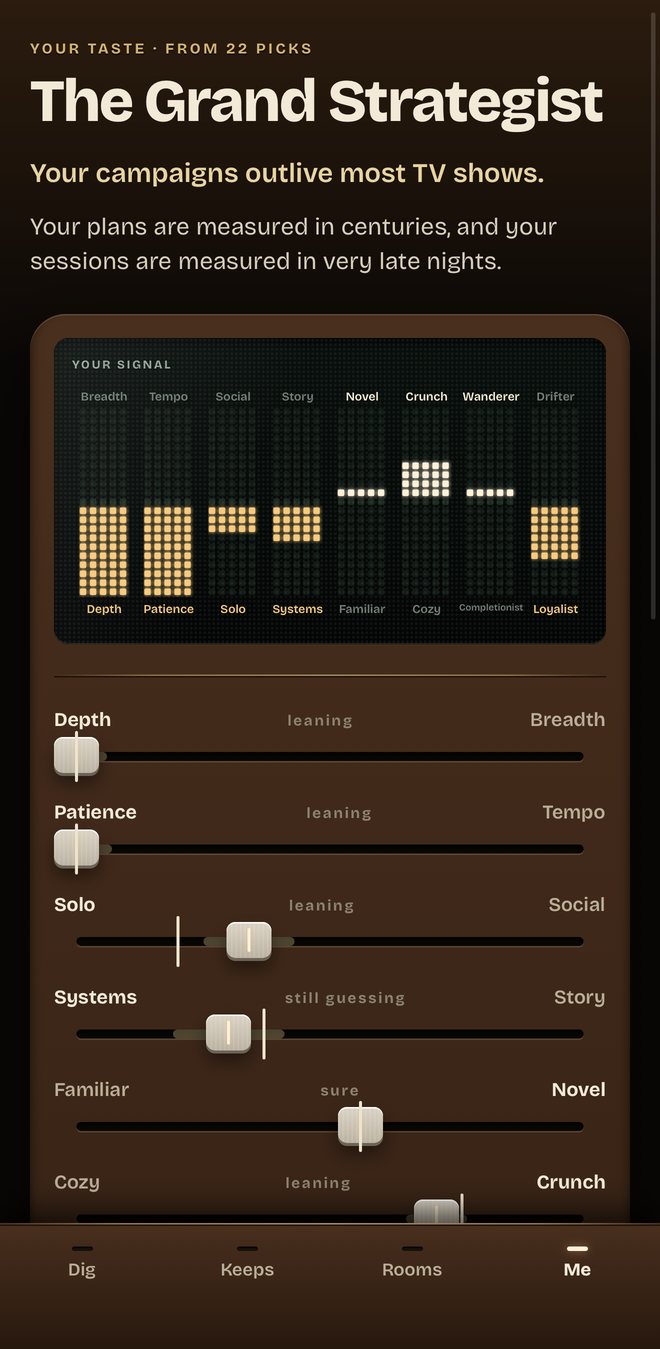 YOUR TASTE · FROM 22 PICKS
The Grand Strategist
Your campaigns outlive most TV shows.
Your plans are measured in centuries, and your
sessions are measured in very late nights.
YOUR SIGNAL
Breadth Tempo Social Story Novel Crunch Wanderer Drifter
Depth Patience Solo Systems Familiar Cozy Completionist Loyalist
Depth leaning Breadth
Patience leaning Tempo
Solo leaning Social
Systems still guessing Story
Familiar sure Novel
Cozy leaning Crunch
Dig Keeps Rooms Me